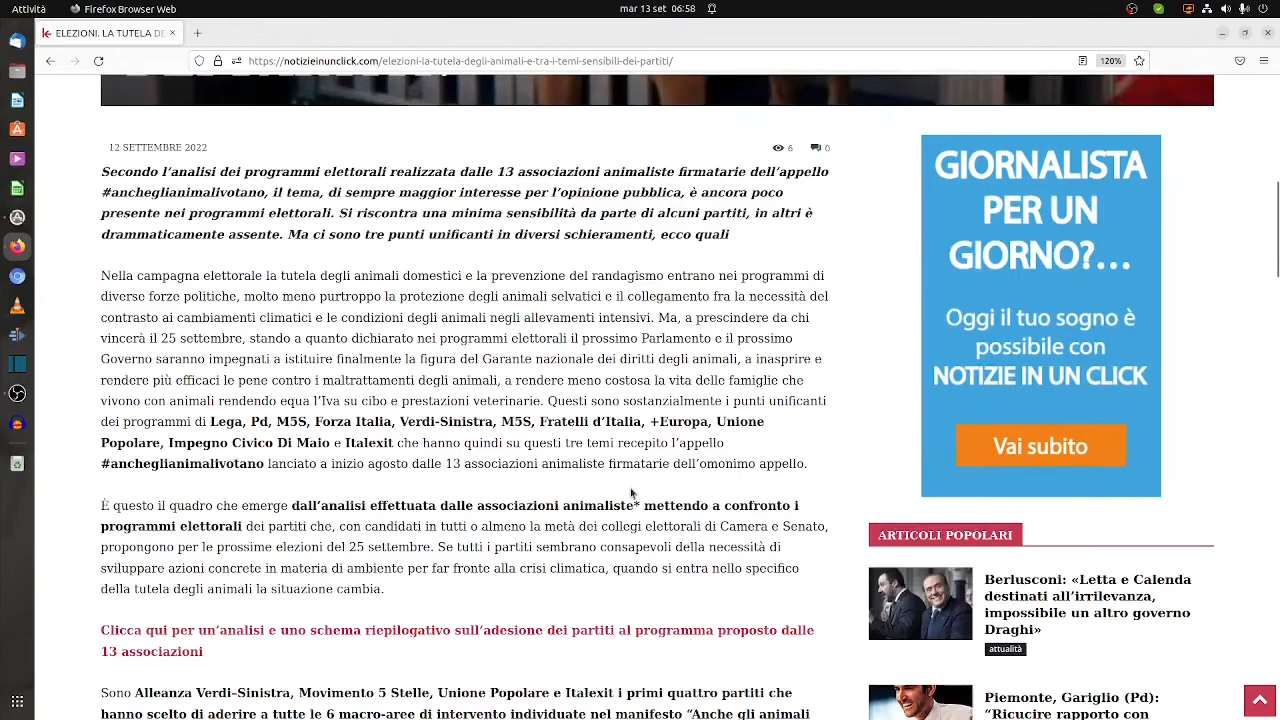 Attività
Firefox Browser Web
mar 13 set 06:58
ELEZIONI. LA TUTELA DE
https://notizieinunclick.com/elezioni-la-tutela-degli-animali-e-tra-i-temi-sensibili-dei-partiti/
120%
12 SETTEMBRE 2022
6
0
Secondo l’analisi dei programmi elettorali realizzata dalle 13 associazioni animaliste firmatarie dell’appello
#ancheglianimalivotano, il tema, di sempre maggior interesse per l’opinione pubblica, è ancora poco
presente nei programmi elettorali. Si riscontra una minima sensibilità da parte di alcuni partiti, in altri è
drammaticamente assente. Ma ci sono tre punti unificanti in diversi schieramenti, ecco quali
Nella campagna elettorale la tutela degli animali domestici e la prevenzione del randagismo entrano nei programmi di
diverse forze politiche, molto meno purtroppo la protezione degli animali selvatici e il collegamento fra la necessità del
contrasto ai cambiamenti climatici e le condizioni degli animali negli allevamenti intensivi. Ma, a prescindere da chi
vincerà il 25 settembre, stando a quanto dichiarato nei programmi elettorali il prossimo Parlamento e il prossimo
Governo saranno impegnati a istituire finalmente la figura del Garante nazionale dei diritti degli animali, a inasprire e
rendere più efficaci le pene contro i maltrattamenti degli animali, a rendere meno costosa la vita delle famiglie che
vivono con animali rendendo equa l’Iva su cibo e prestazioni veterinarie. Questi sono sostanzialmente i punti unificanti
dei programmi di Lega, Pd, M5S, Forza Italia, Verdi-Sinistra, M5S, Fratelli d’Italia, +Europa, Unione
Popolare, Impegno Civico Di Maio e Italexit che hanno quindi su questi tre temi recepito l’appello
#ancheglianimalivotano lanciato a inizio agosto dalle 13 associazioni animaliste firmatarie dell’omonimo appello.
È questo il quadro che emerge dall’analisi effettuata dalle associazioni animaliste* mettendo a confronto i
programmi elettorali dei partiti che, con candidati in tutti o almeno la metà dei collegi elettorali di Camera e Senato,
propongono per le prossime elezioni del 25 settembre. Se tutti i partiti sembrano consapevoli della necessità di
sviluppare azioni concrete in materia di ambiente per far fronte alla crisi climatica, quando si entra nello specifico
della tutela degli animali la situazione cambia.
Clicca qui per un’analisi e uno schema riepilogativo sull’adesione dei partiti al programma proposto dalle
13 associazioni
Sono Alleanza Verdi–Sinistra, Movimento 5 Stelle, Unione Popolare e Italexit i primi quattro partiti che
hanno scelto di aderire a tutte le 6 macro-aree di intervento individuate nel manifesto “Anche gli animali
GIORNALISTA
PER UN
GIORNO?...
Oggi il tuo sogno è
possibile con
NOTIZIE IN UN CLICK
Vai subito
ARTICOLI POPOLARI
Berlusconi: «Letta e Calenda
destinati all’irrilevanza,
impossibile un altro governo
Draghi»
attualità
Piemonte, Gariglio (Pd):
“Ricucire rapporto con